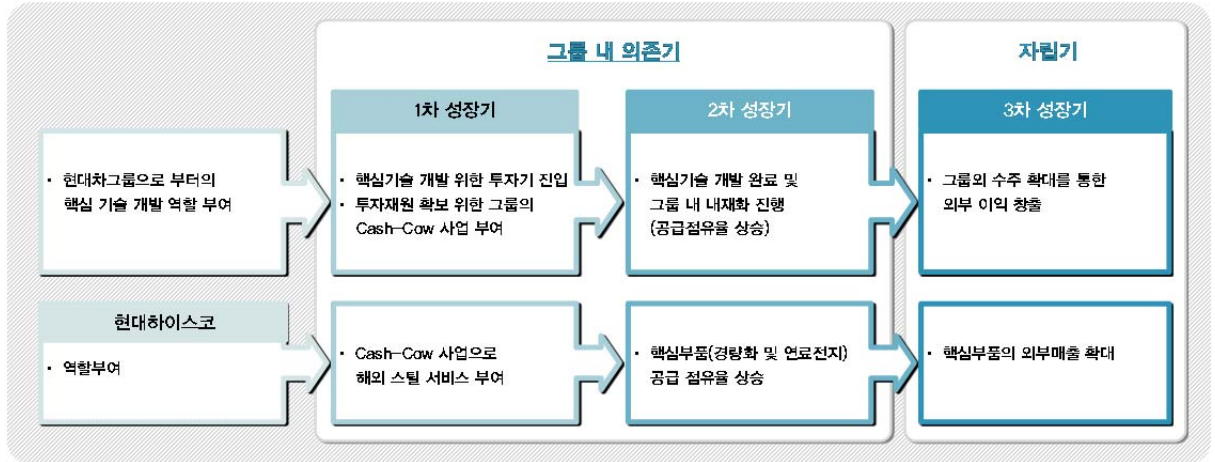 그룹 내 의존기
자립기
1차 성장기
2차 성장기
3차 성장기
• 현대차그룹으로 부터의
핵심 기술 개발 역할 부여
• 핵심기술 개발 위한 투자기 진입
• 투자재원 확보 위한 그룹의
Cash-Cow 사업 부여
• 핵심기술 개발 완료 및
그룹 내 내재화 진행
(공급점유율 상승)
• 그룹외 수주 확대를 통한
외부 이익 창출
현대하이스코
• 역할부여
• Cash-Cow 사업으로
해외 스틸 서비스 부여
• 핵심부품(경량화 및 연료전지)
공급 점유율 상승
• 핵심부품의 외부매출 확대